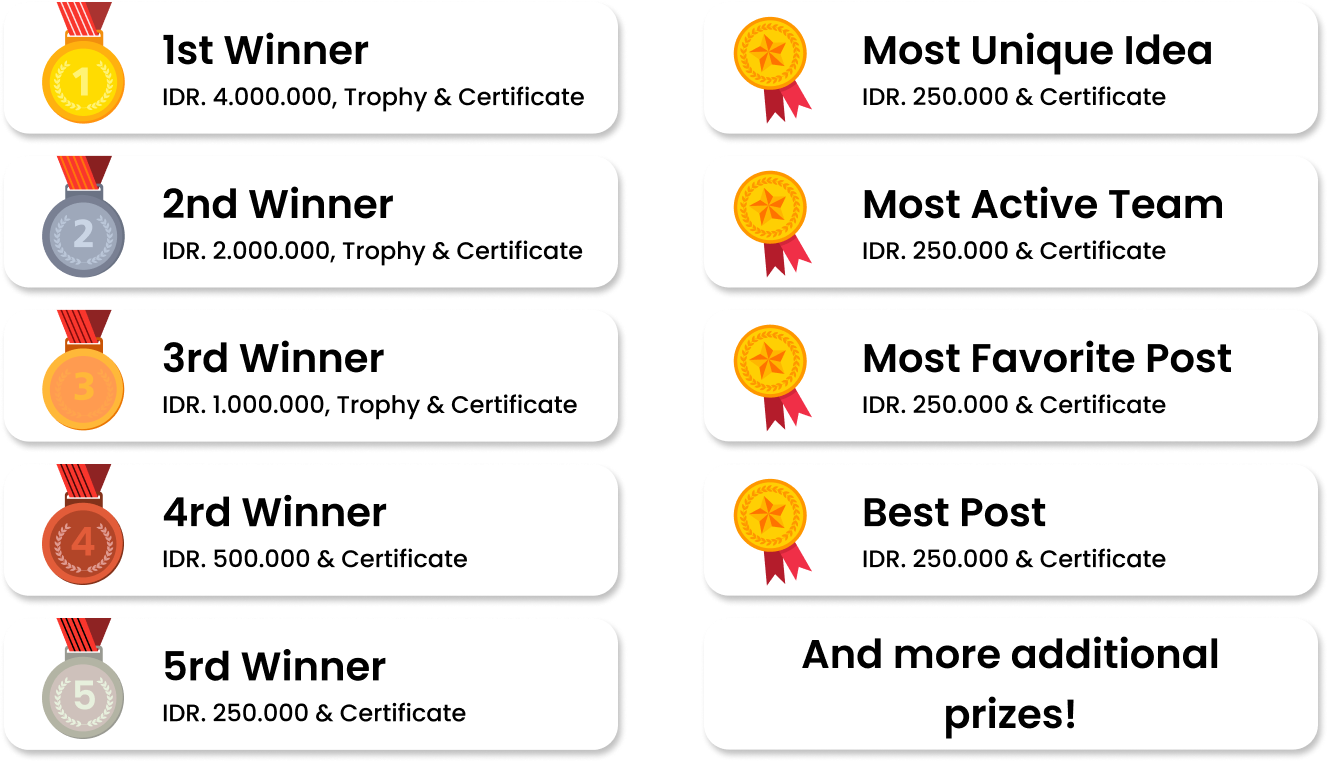 1
1st Winner
IDR. 4.000.000, Trophy & Certificate
2
2nd Winner
IDR. 2.000.000, Trophy & Certificate
3
3rd Winner
IDR. 1.000.000, Trophy & Certificate
4
4rd Winner
IDR. 500.000 & Certificate
5
5rd Winner
IDR. 250.000 & Certificate
Most Unique Idea
IDR. 250.000 & Certificate
Most Active Team
IDR. 250.000 & Certificate
Most Favorite Post
IDR. 250.000 & Certificate
Best Post
IDR. 250.000 & Certificate
And more additional
prizes!